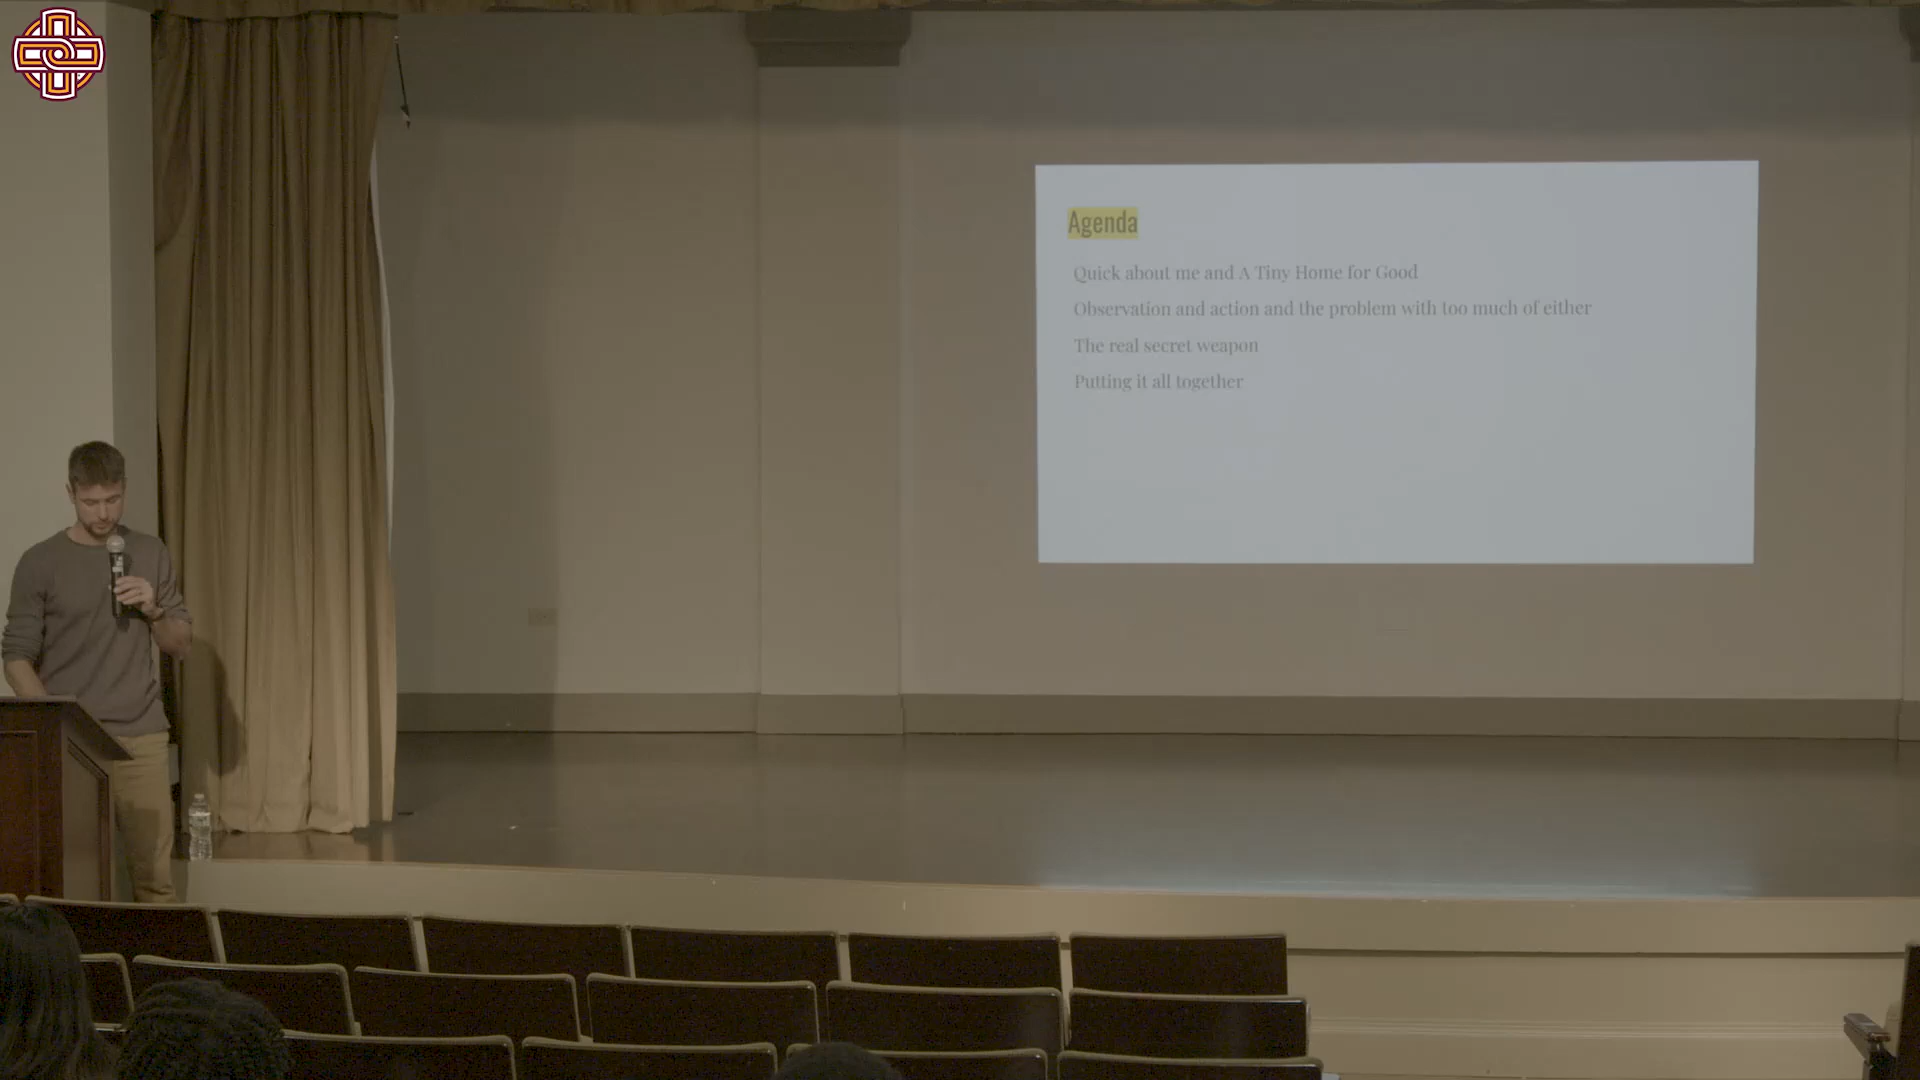 Agenda
Quick about me and A Tiny Home for Good
Observation and action and the problem with too much of either
The real secret weapon
Putting it all together